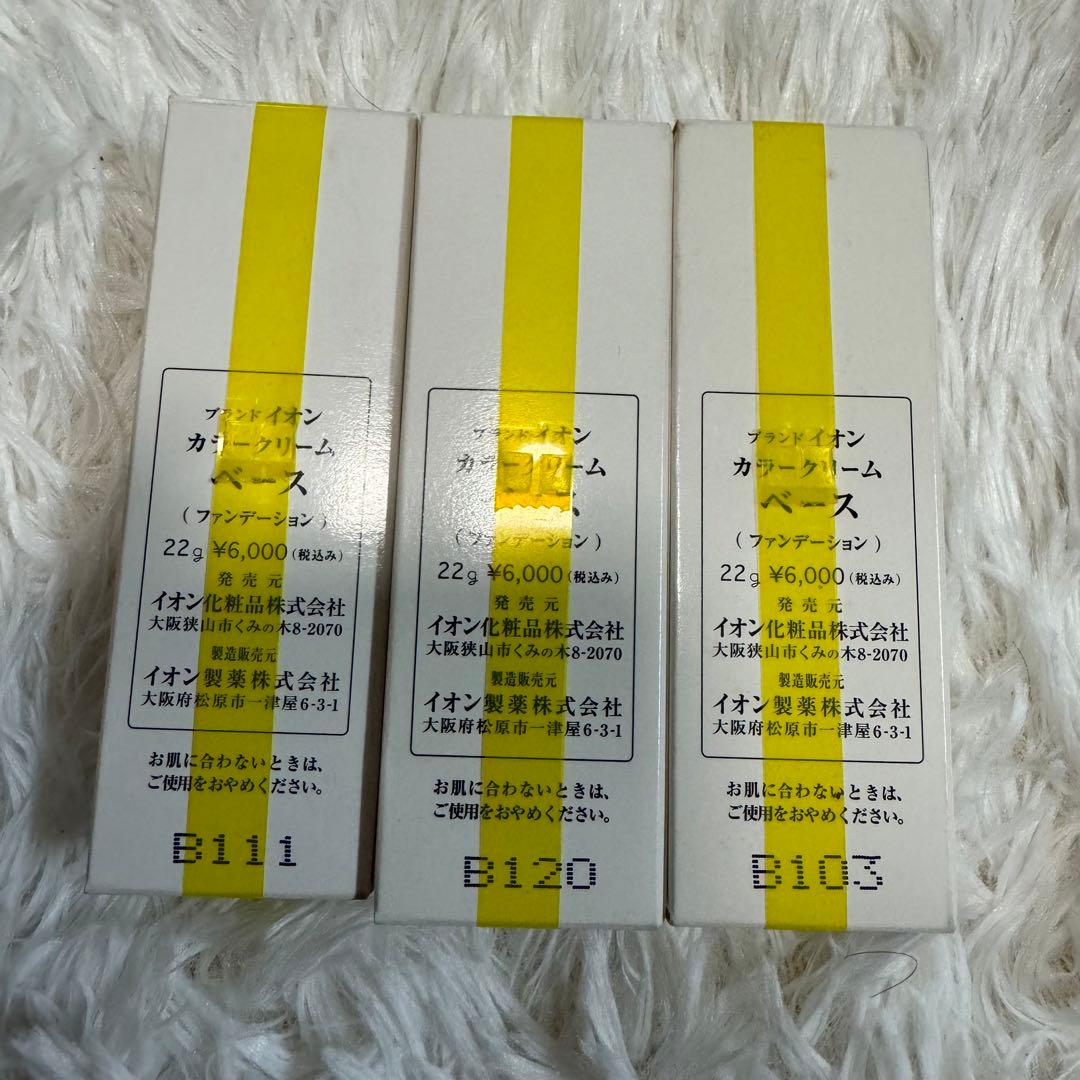 ブランド イオン
カラークリーム
ベース
(ファンデーション)
22g ¥6,000(税込み)
発売元
イオン化粧品株式会社
大阪狭山市くみの木8-2070
製造販売元
イオン製薬株式会社
大阪府松原市一津屋6-3-1
お肌に合わないときは、
ご使用をおやめください。
B111
ブランド イオン
カラークリーム
(ファンデーション)
22g ¥6,000(税込み)
発売元
イオン化粧品株式会社
大阪狭山市くみの木8-2070
製造販売元
イオン製薬株式会社
大阪府松原市一津屋6-3-1
お肌に合わないときは、
ご使用をおやめください。
B120
ブランド イオン
カラークリーム
ベース
(ファンデーション)
22g ¥6,000(税込み)
発売元
イオン化粧品株式会社
大阪狭山市くみの木8-2070
製造販売元
イオン製薬株式会社
大阪府松原市一津屋6-3-1
お肌に合わないときは、
ご使用をおやめください。
B103